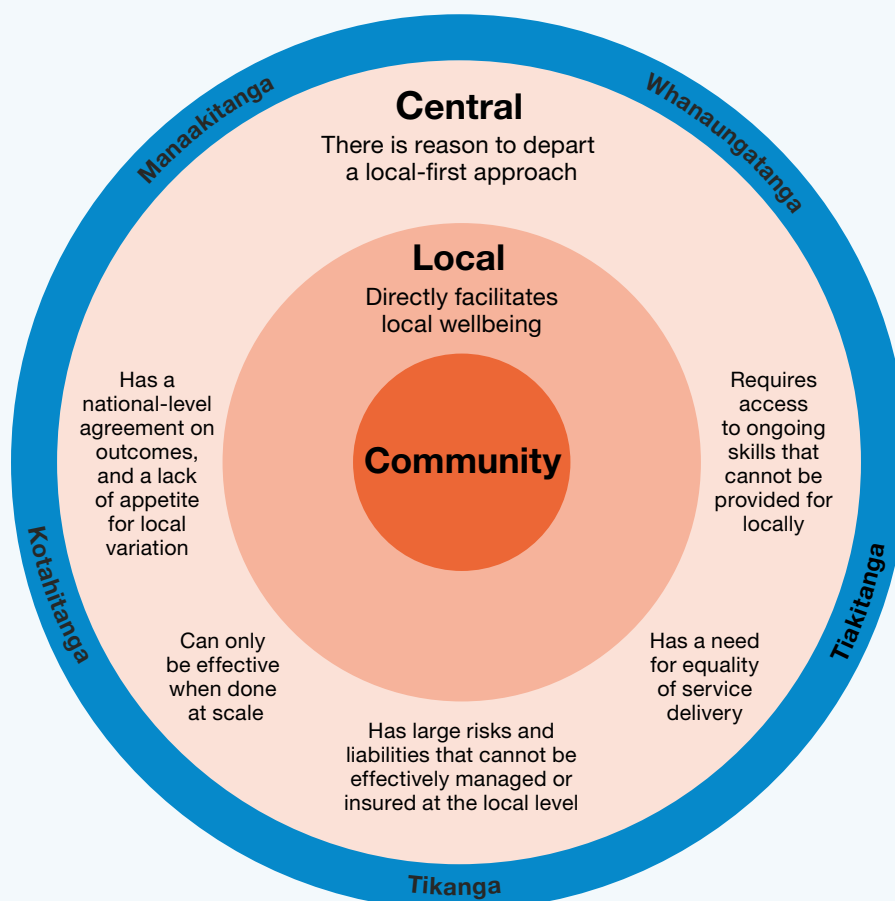 Manaakitanga
Whanaungatanga
Central
There is reason to depart
a local-first approach
Local
Directly facilitates
local wellbeing
Community
Has a
national-level
agreement on
outcomes,
and a lack
of appetite
for local
variation
Requires
access
to ongoing
skills that
cannot be
provided for
locally
Kotahitanga
Tiakitanga
Can only
be effective
when done
at scale
Has a need
for equality
of service
delivery
Has large risks and
liabilities that cannot be
effectively managed or
insured at the local level
Tikanga